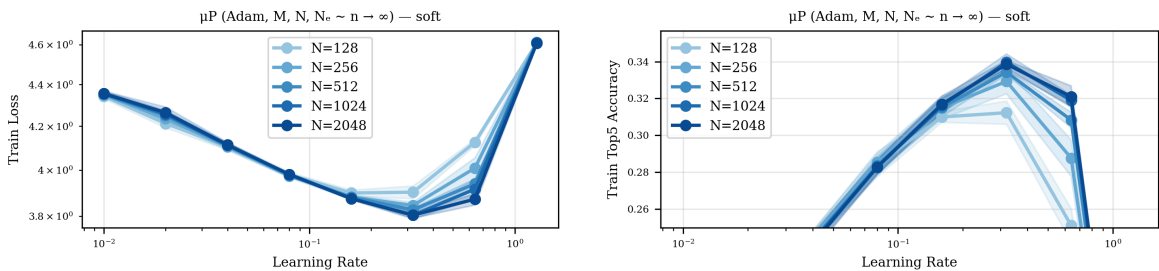 μP (Adam, M, N, Nₑ ~ n → ∞) — soft
Train Loss
4.6 × 10⁰
4.4 × 10⁰
4.2 × 10⁰
4 × 10⁰
3.8 × 10⁰
N=128
N=256
N=512
N=1024
N=2048
10⁻²
10⁻¹
10⁰
Learning Rate
μP (Adam, M, N, Nₑ ~ n → ∞) — soft
Train Top5 Accuracy
0.34
0.32
0.30
0.28
0.26
N=128
N=256
N=512
N=1024
N=2048
10⁻²
10⁻¹
10⁰
Learning Rate